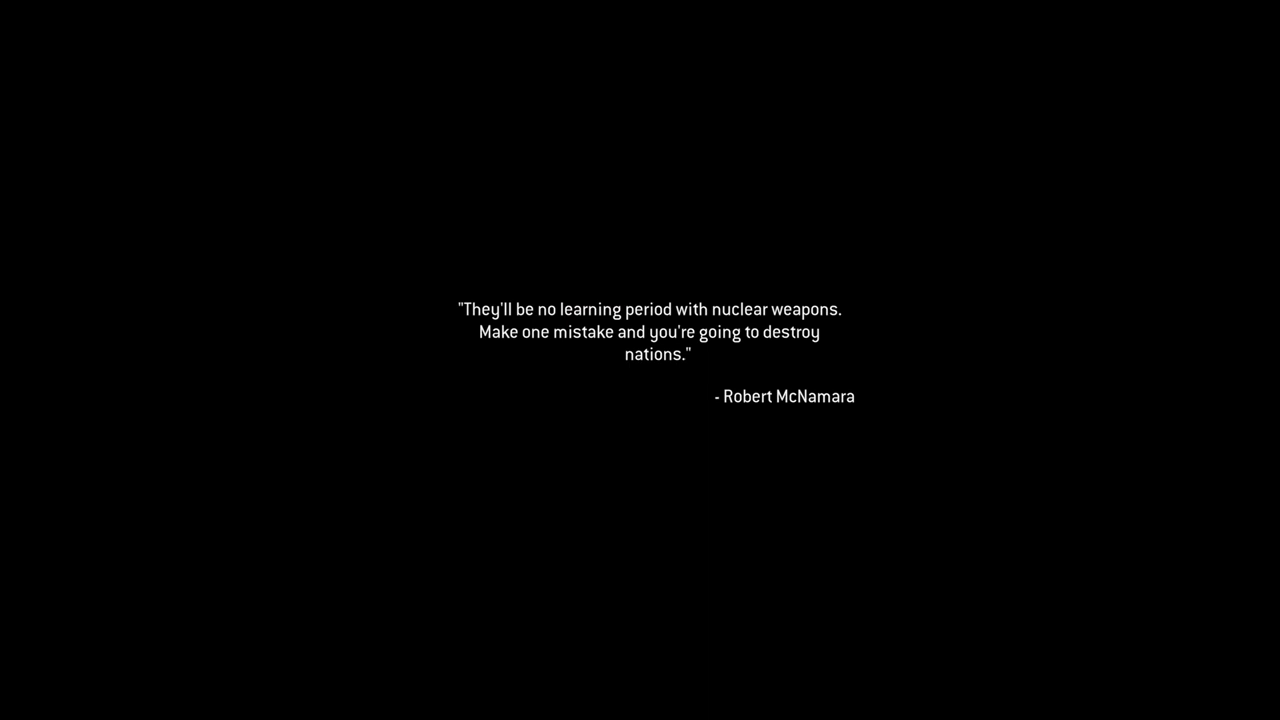 "They'll be no learning period with nuclear weapons.
Make one mistake and you're going to destroy
nations."
- Robert McNamara